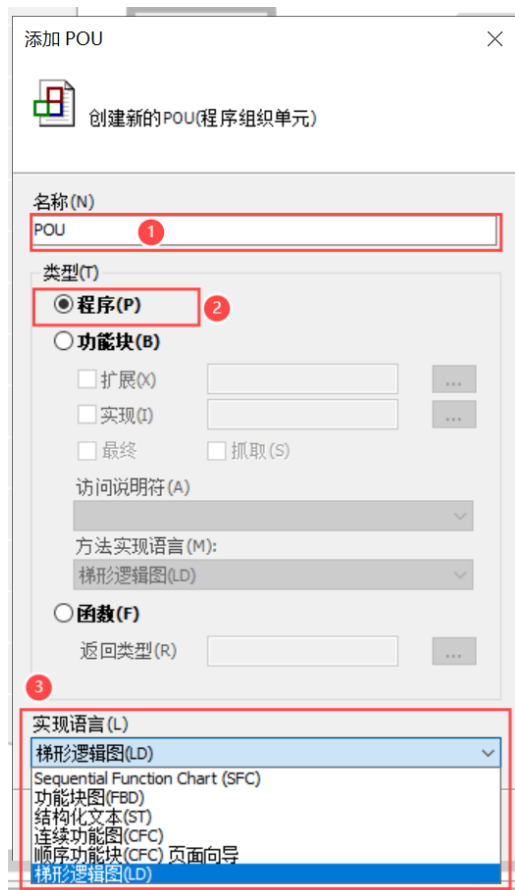 添加 POU
创建新的POU(程序组织单元)
名称(N)
POU
1
类型(T)
程序(P)
2
功能块(B)
扩展(X)
...
实现(I)
...
最终 抓取(S)
访问说明符(A)
方法实现语言(M):
梯形逻辑图(LD)
函数(F)
返回类型(R)
...
3
实现语言(L)
梯形逻辑图(LD)
Sequential Function Chart (SFC)
功能块图(FBD)
结构化文本(ST)
连续功能图(CFC)
顺序功能块(CFC) 页面向导
梯形逻辑图(LD)